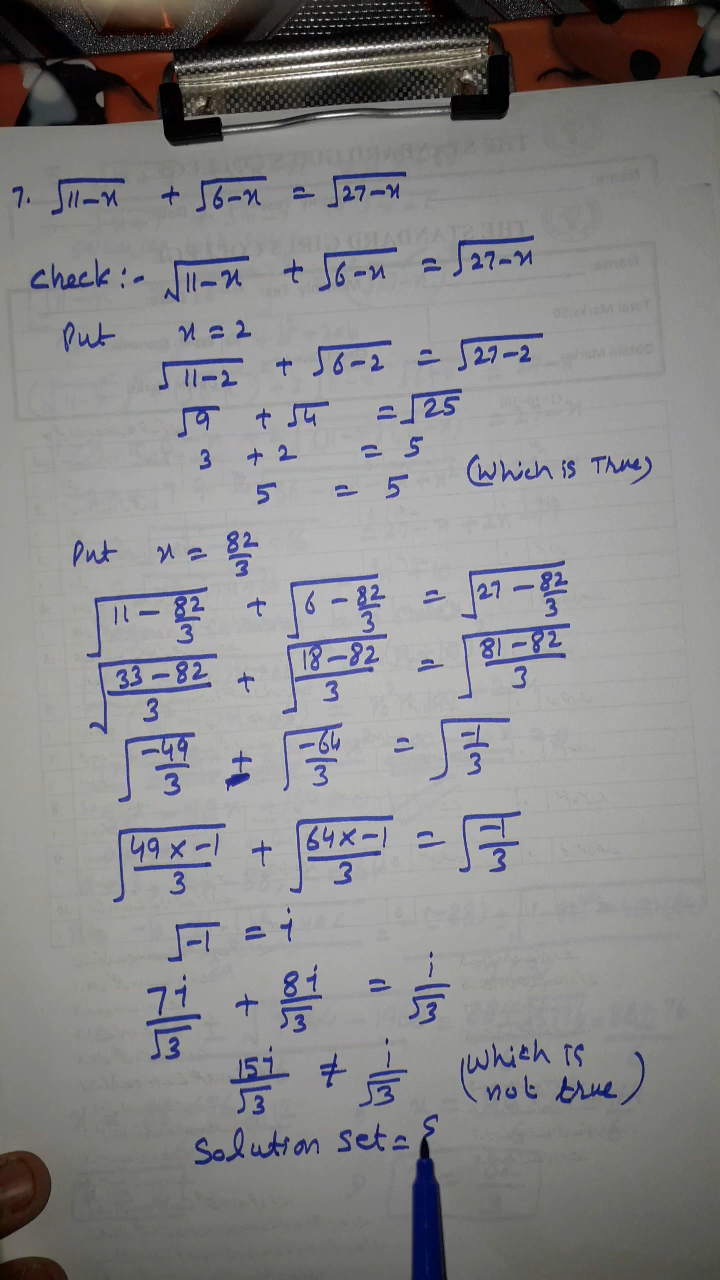 7. √11-x + √6-x = √27-x
Check:- √11-x + √6-x = √27-x
Put x = 2
√11-2 + √6-2 = √27-2
√9 + √4 = √25
3 + 2 = 5
5 = 5 (Which is True)
Put x = 82/3
√11 - 82/3 + √6 - 82/3 = √27 - 82/3
√33-82/3 + √18-82/3 = √81-82/3
√-49/3 + √-64/3 = √-1/3
√49x-1/3 + √64x-1/3 = √-1/3
√-1 = i
7i/√3 + 8i/√3 = i/√3
15i/√3 ≠ i/√3 (Which is not true)
Solution set =